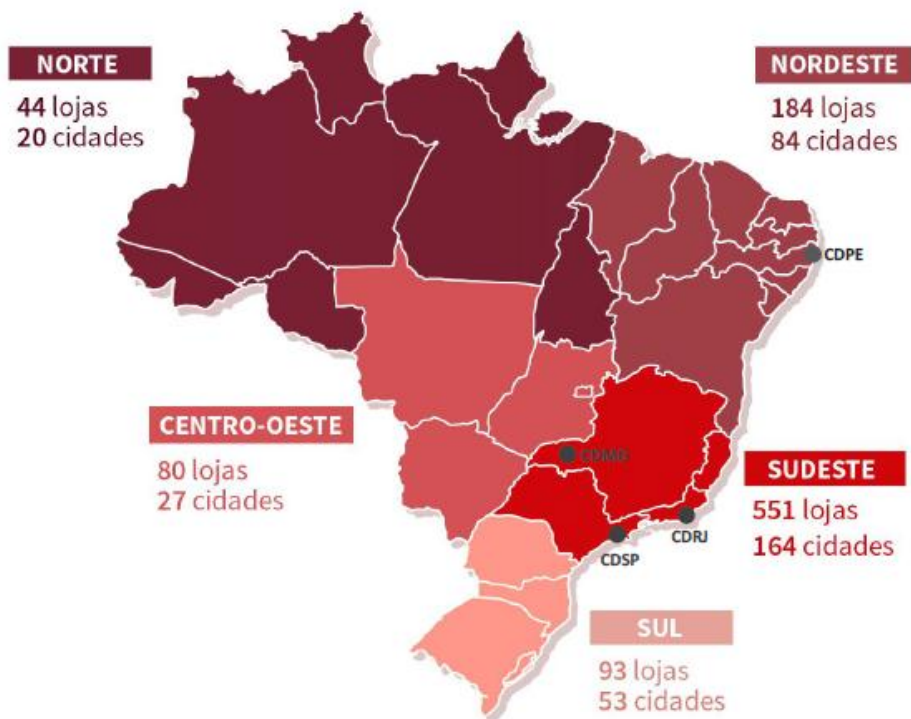 NORTE
44 lojas
20 cidades
NORDESTE
184 lojas
84 cidades
CDPE
CENTRO-OESTE
80 lojas
27 cidades
CDMG
SUDESTE
551 lojas
164 cidades
CDRJ
CDSP
SUL
93 lojas
53 cidades